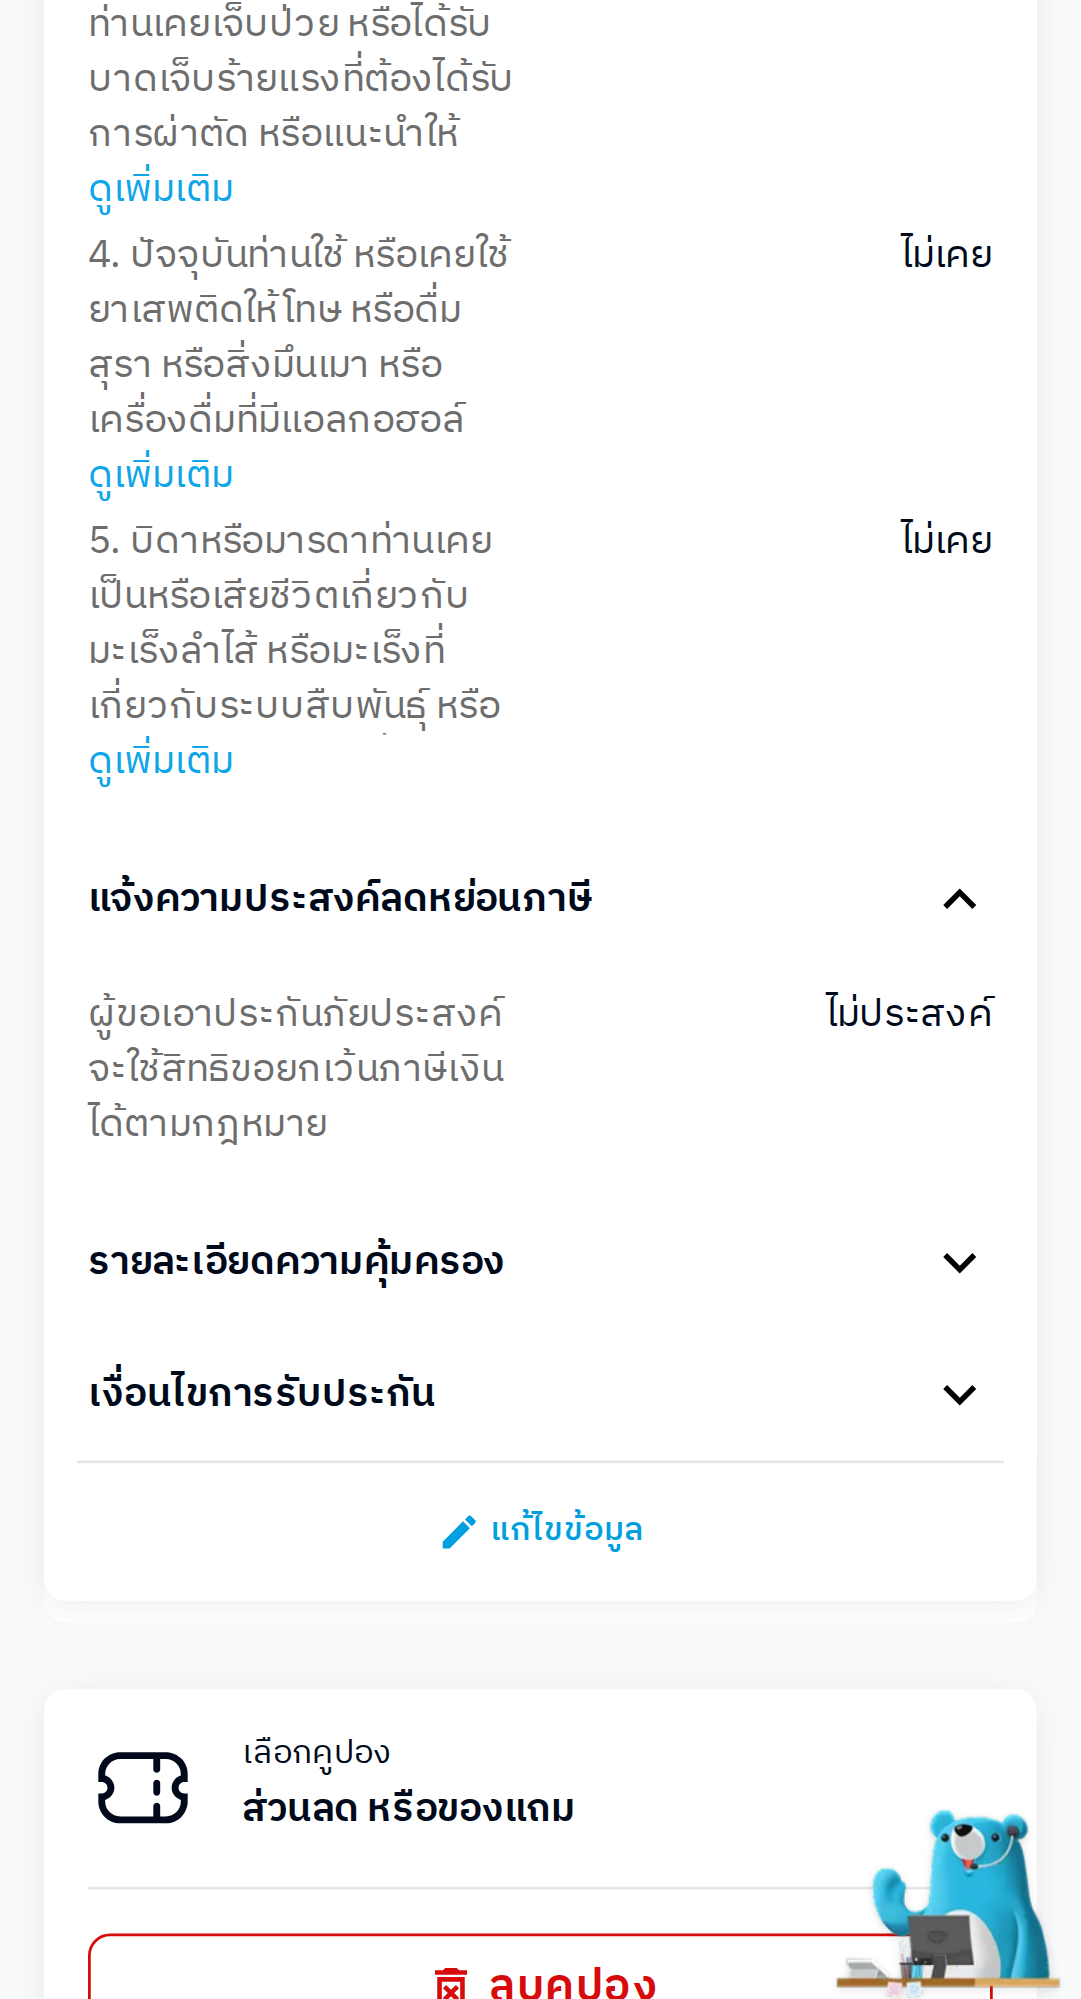 ท่านเคยเจ็บป่วย หรือได้รับ
บาดเจ็บร้ายแรงที่ต้องได้รับ
การผ่าตัด หรือแนะนำให้
ดูเพิ่มเติม
4. ปัจจุบันท่านใช้ หรือเคยใช้ ไม่เคย
ยาเสพติดให้โทษ หรือดื่ม
สุรา หรือสิ่งมึนเมา หรือ
เครื่องดื่มที่มีแอลกอฮอล์
ดูเพิ่มเติม
5. บิดาหรือมารดาท่านเคย ไม่เคย
เป็นหรือเสียชีวิตเกี่ยวกับ
มะเร็งลำไส้ หรือมะเร็งที่
เกี่ยวกับระบบสืบพันธุ์ หรือ
ดูเพิ่มเติม
แจ้งความประสงค์ลดหย่อนภาษี
ผู้ขอเอาประกันภัยประสงค์ ไม่ประสงค์
จะใช้สิทธิขอยกเว้นภาษีเงิน
ได้ตามกฎหมาย
รายละเอียดความคุ้มครอง
เงื่อนไขการรับประกัน
แก้ไขข้อมูล
เลือกคูปอง
ส่วนลด หรือของแถม
ลบคูปอง